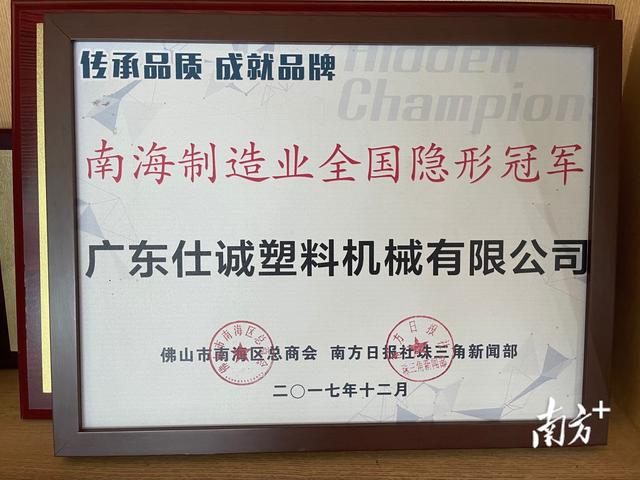 传承品质 成就品牌
Hidden
Champions
南海制造业全国隐形冠军
广东仕诚塑料机械有限公司
佛山市南海区总商会 南方日报社珠三角新闻部
二〇一七年十二月
南方+